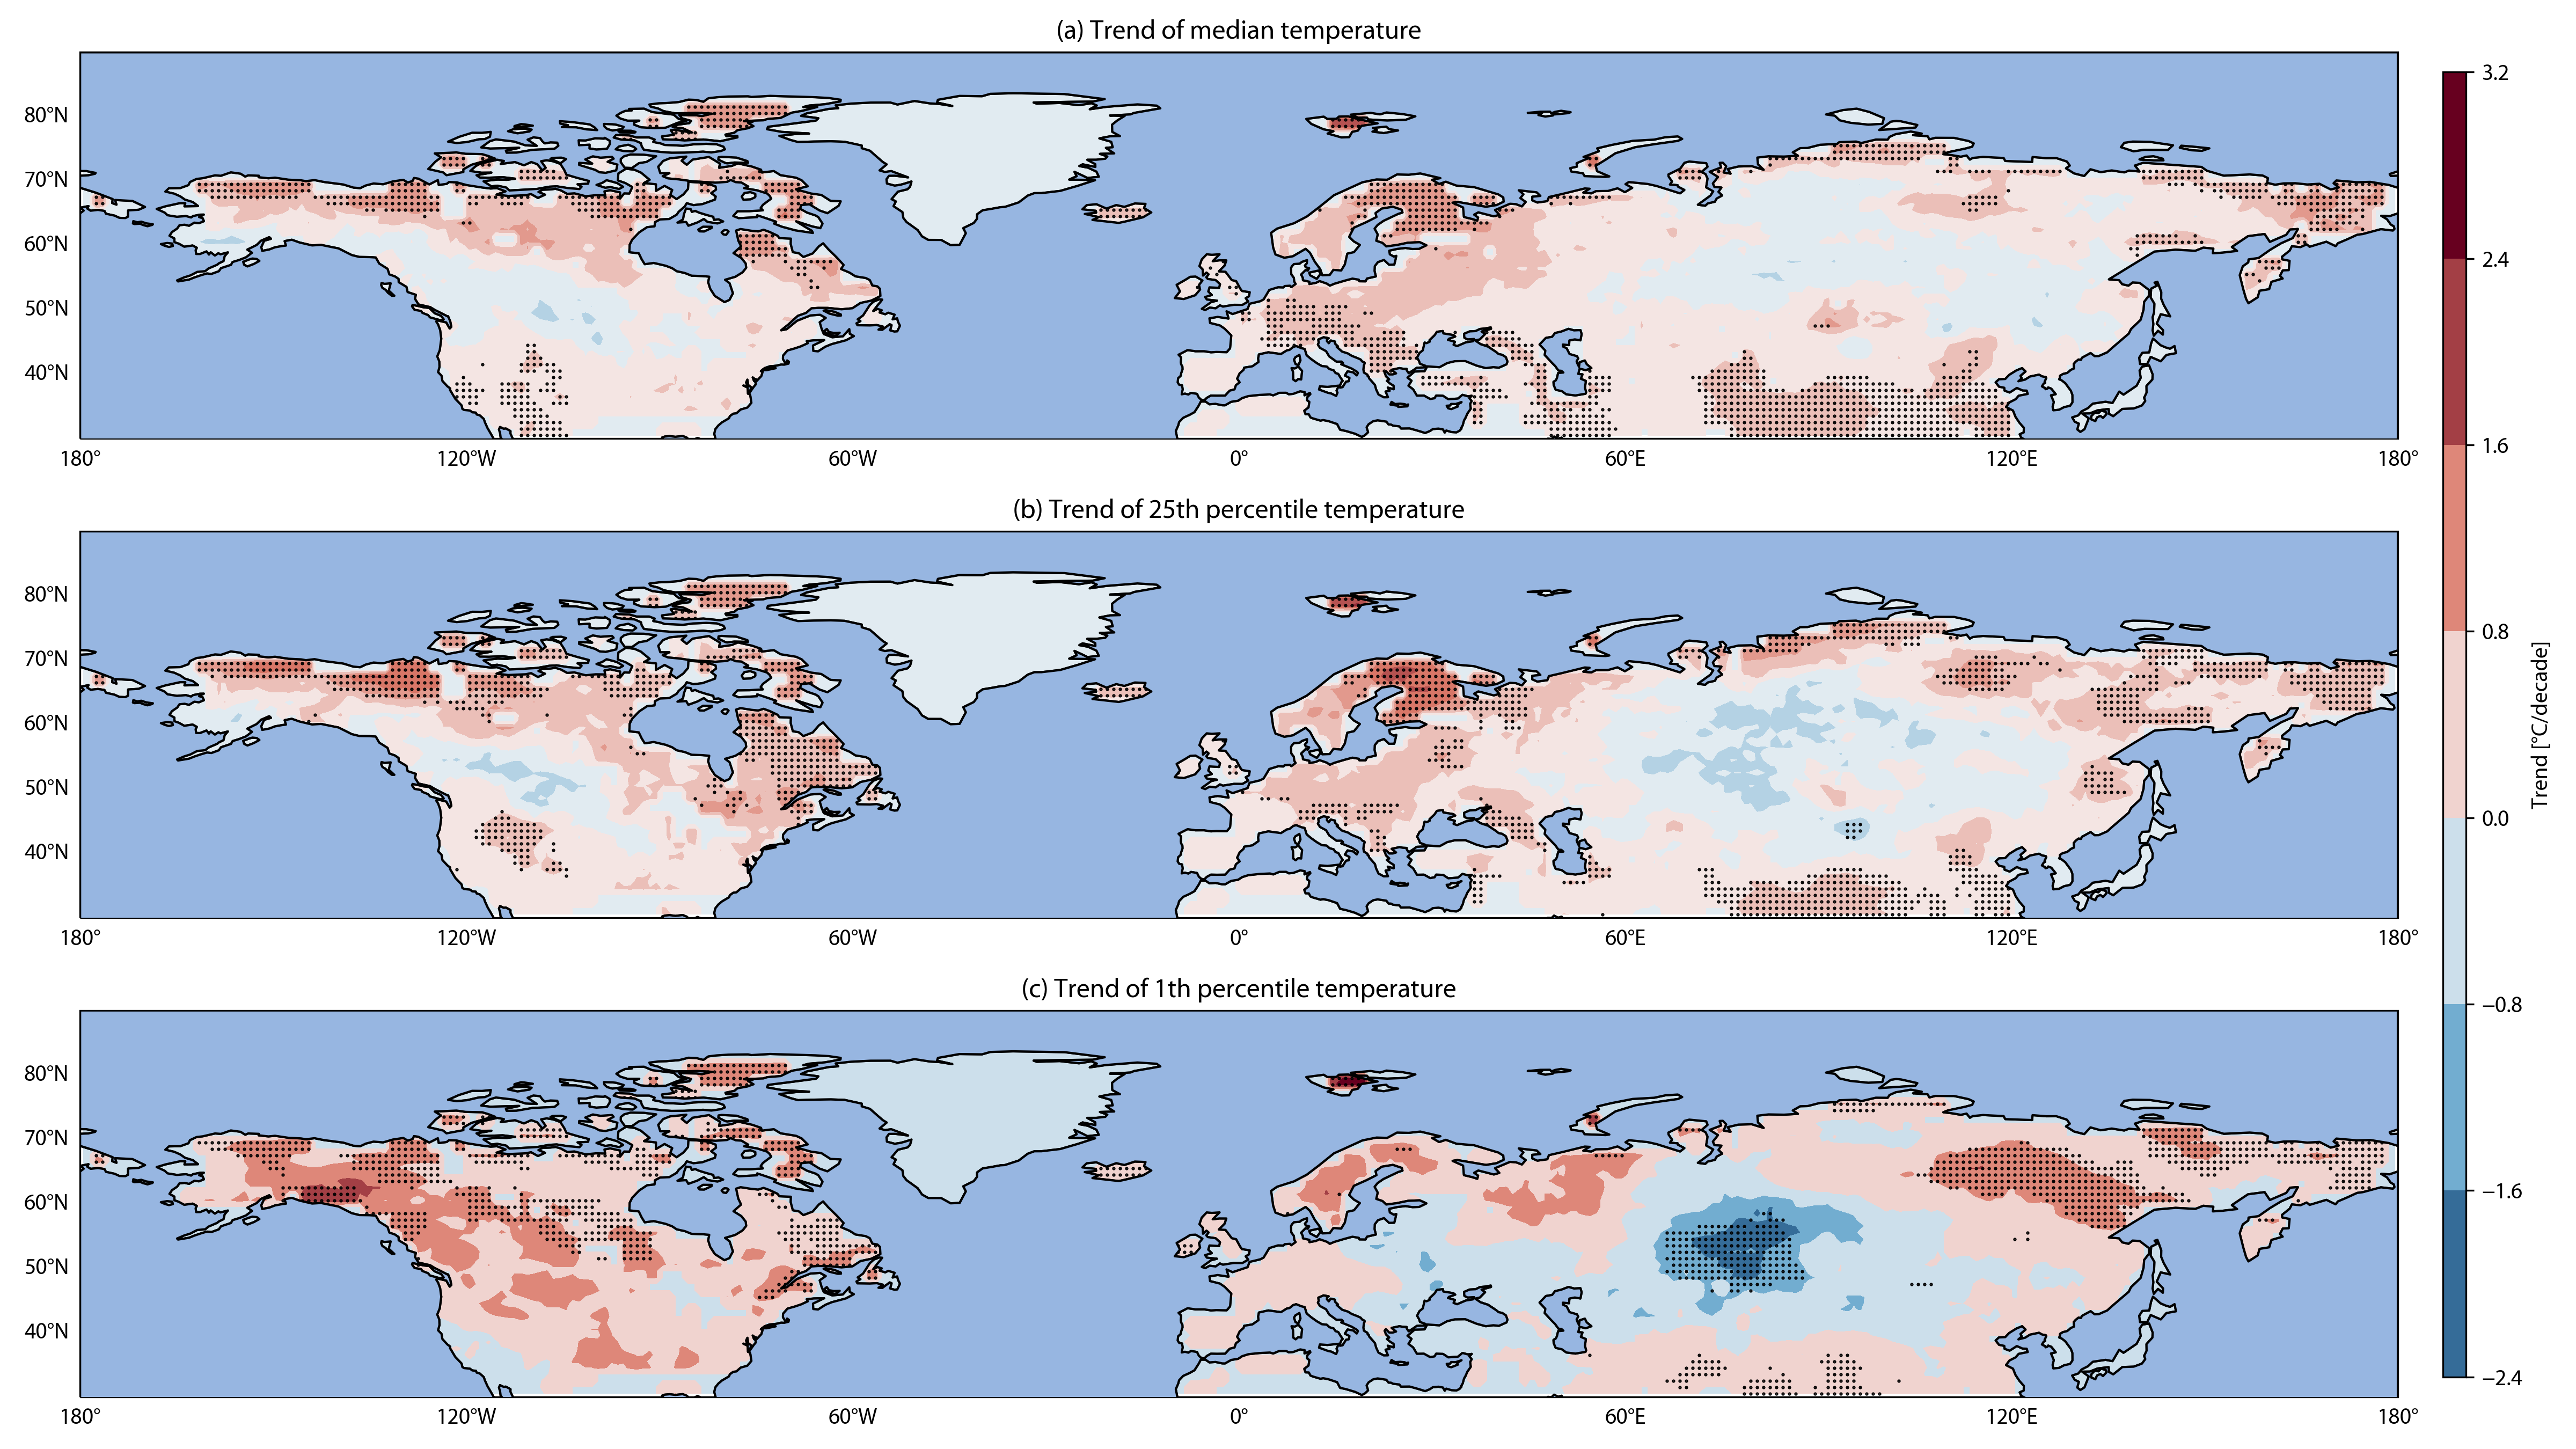 (a) Trend of median temperature
80°N
70°N
60°N
50°N
40°N
180° 120°W 60°W 0° 60°E 120°E 180°
(b) Trend of 25th percentile temperature
80°N
70°N
60°N
50°N
40°N
180° 120°W 60°W 0° 60°E 120°E 180°
(c) Trend of 1th percentile temperature
80°N
70°N
60°N
50°N
40°N
180° 120°W 60°W 0° 60°E 120°E 180°
3.2
2.4
1.6
0.8
0.0
−0.8
−1.6
−2.4
Trend [°C/decade]